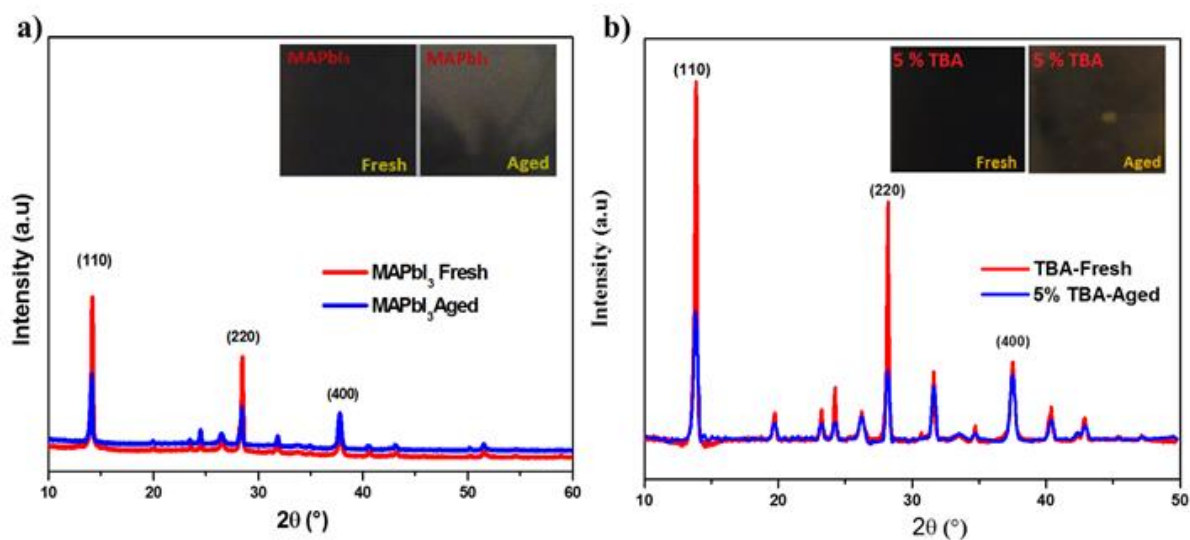 a)
MAPbI₃
Fresh
MAPbI₃
Aged
(110)
(220)
(400)
MAPbI₃ Fresh
MAPbI₃Aged
Intensity (a.u)
10 20 30 40 50 60
2θ (°)
b)
5 % TBA
Fresh
5 % TBA
Aged
(110)
(220)
(400)
TBA-Fresh
5% TBA-Aged
Intensity (a.u)
10 20 30 40 50
2θ (°)